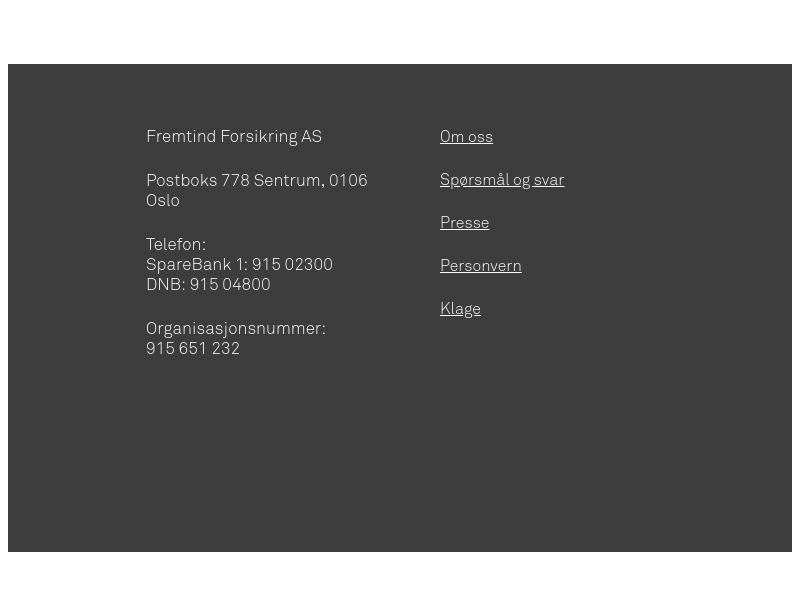 Fremtind Forsikring AS
Postboks 778 Sentrum, 0106
Oslo
Telefon:
SpareBank 1: 915 02300
DNB: 915 04800
Organisasjonsnummer:
915 651 232
Om oss
Spørsmål og svar
Presse
Personvern
Klage